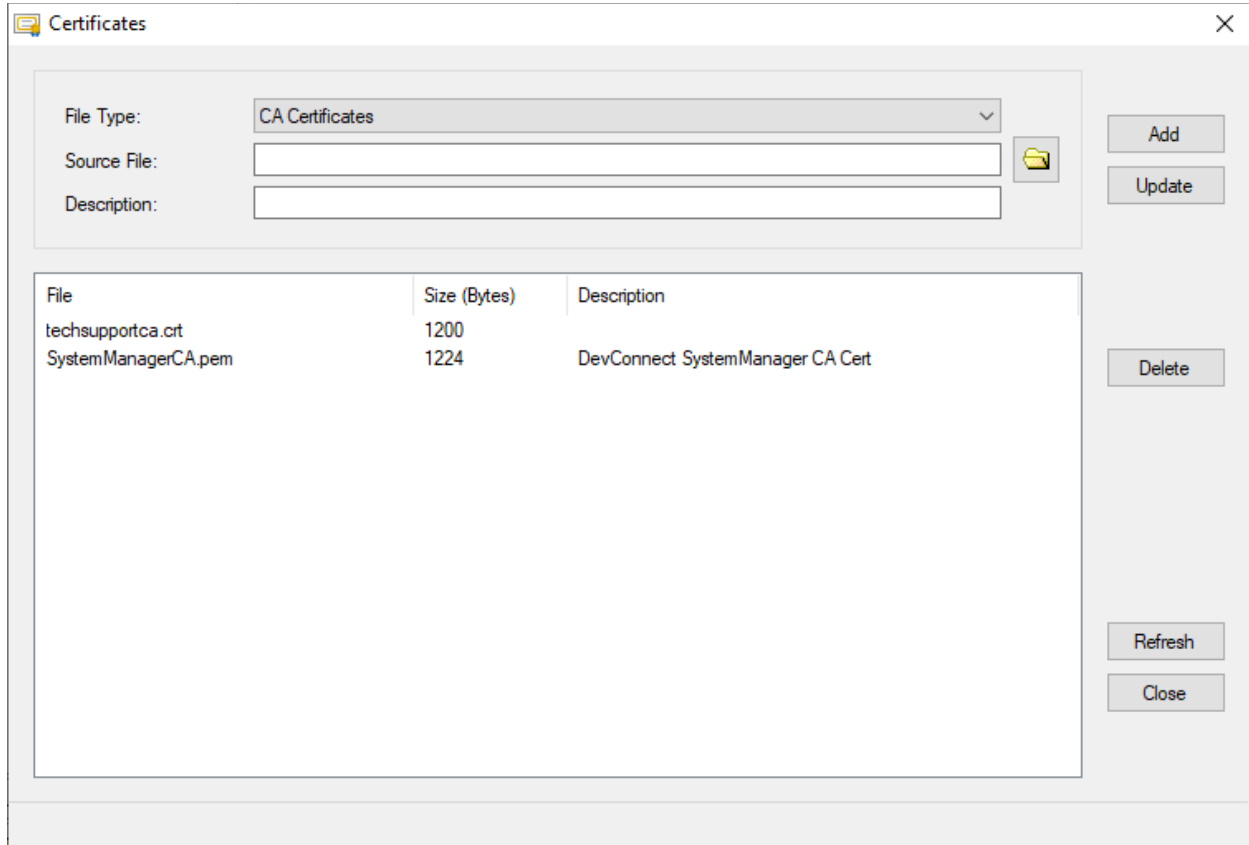 Certificates
File Type: CA Certificates
Add
Source File:
Update
Description:
File Size (Bytes) Description
techsupportca.crt 1200
SystemManagerCA.pem 1224 DevConnect SystemManager CA Cert
Delete
Refresh
Close